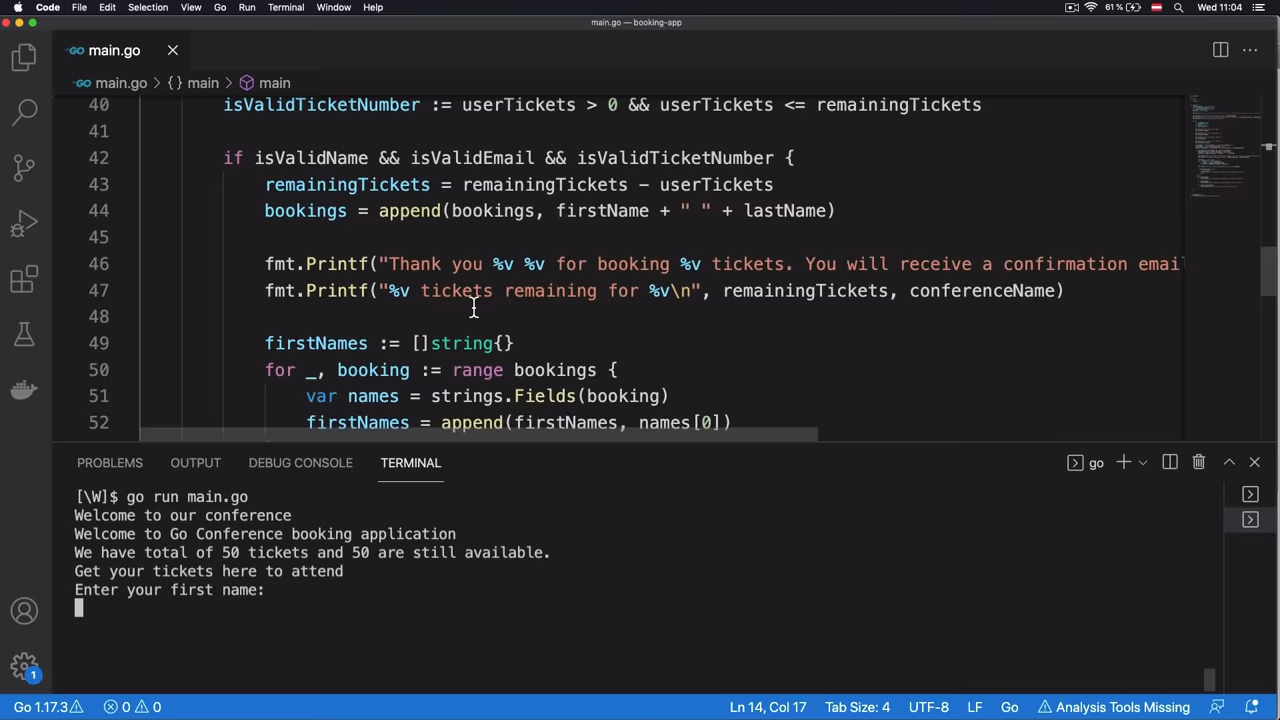 Code File Edit Selection View Go Run Terminal Window Help 61 % Wed 11:04
main.go — booking-app
main.go
main.go > {} main > main
40 isValidTicketNumber := userTickets > 0 && userTickets <= remainingTickets
41
42 if isValidName && isValidEmail && isValidTicketNumber {
43 remainingTickets = remainingTickets - userTickets
44 bookings = append(bookings, firstName + " " + lastName)
45
46 fmt.Printf("Thank you %v %v for booking %v tickets. You will receive a confirmation email
47 fmt.Printf("%v tickets remaining for %v\n", remainingTickets, conferenceName)
48
49 firstNames := []string{}
50 for _, booking := range bookings {
51 var names = strings.Fields(booking)
52 firstNames = append(firstNames, names[0])
PROBLEMS OUTPUT DEBUG CONSOLE TERMINAL go
[\W]$ go run main.go
Welcome to our conference
Welcome to Go Conference booking application
We have total of 50 tickets and 50 are still available.
Get your tickets here to attend
Enter your first name:
1
Go 1.17.3 0 0 Ln 14, Col 17 Tab Size: 4 UTF-8 LF Go Analysis Tools Missing